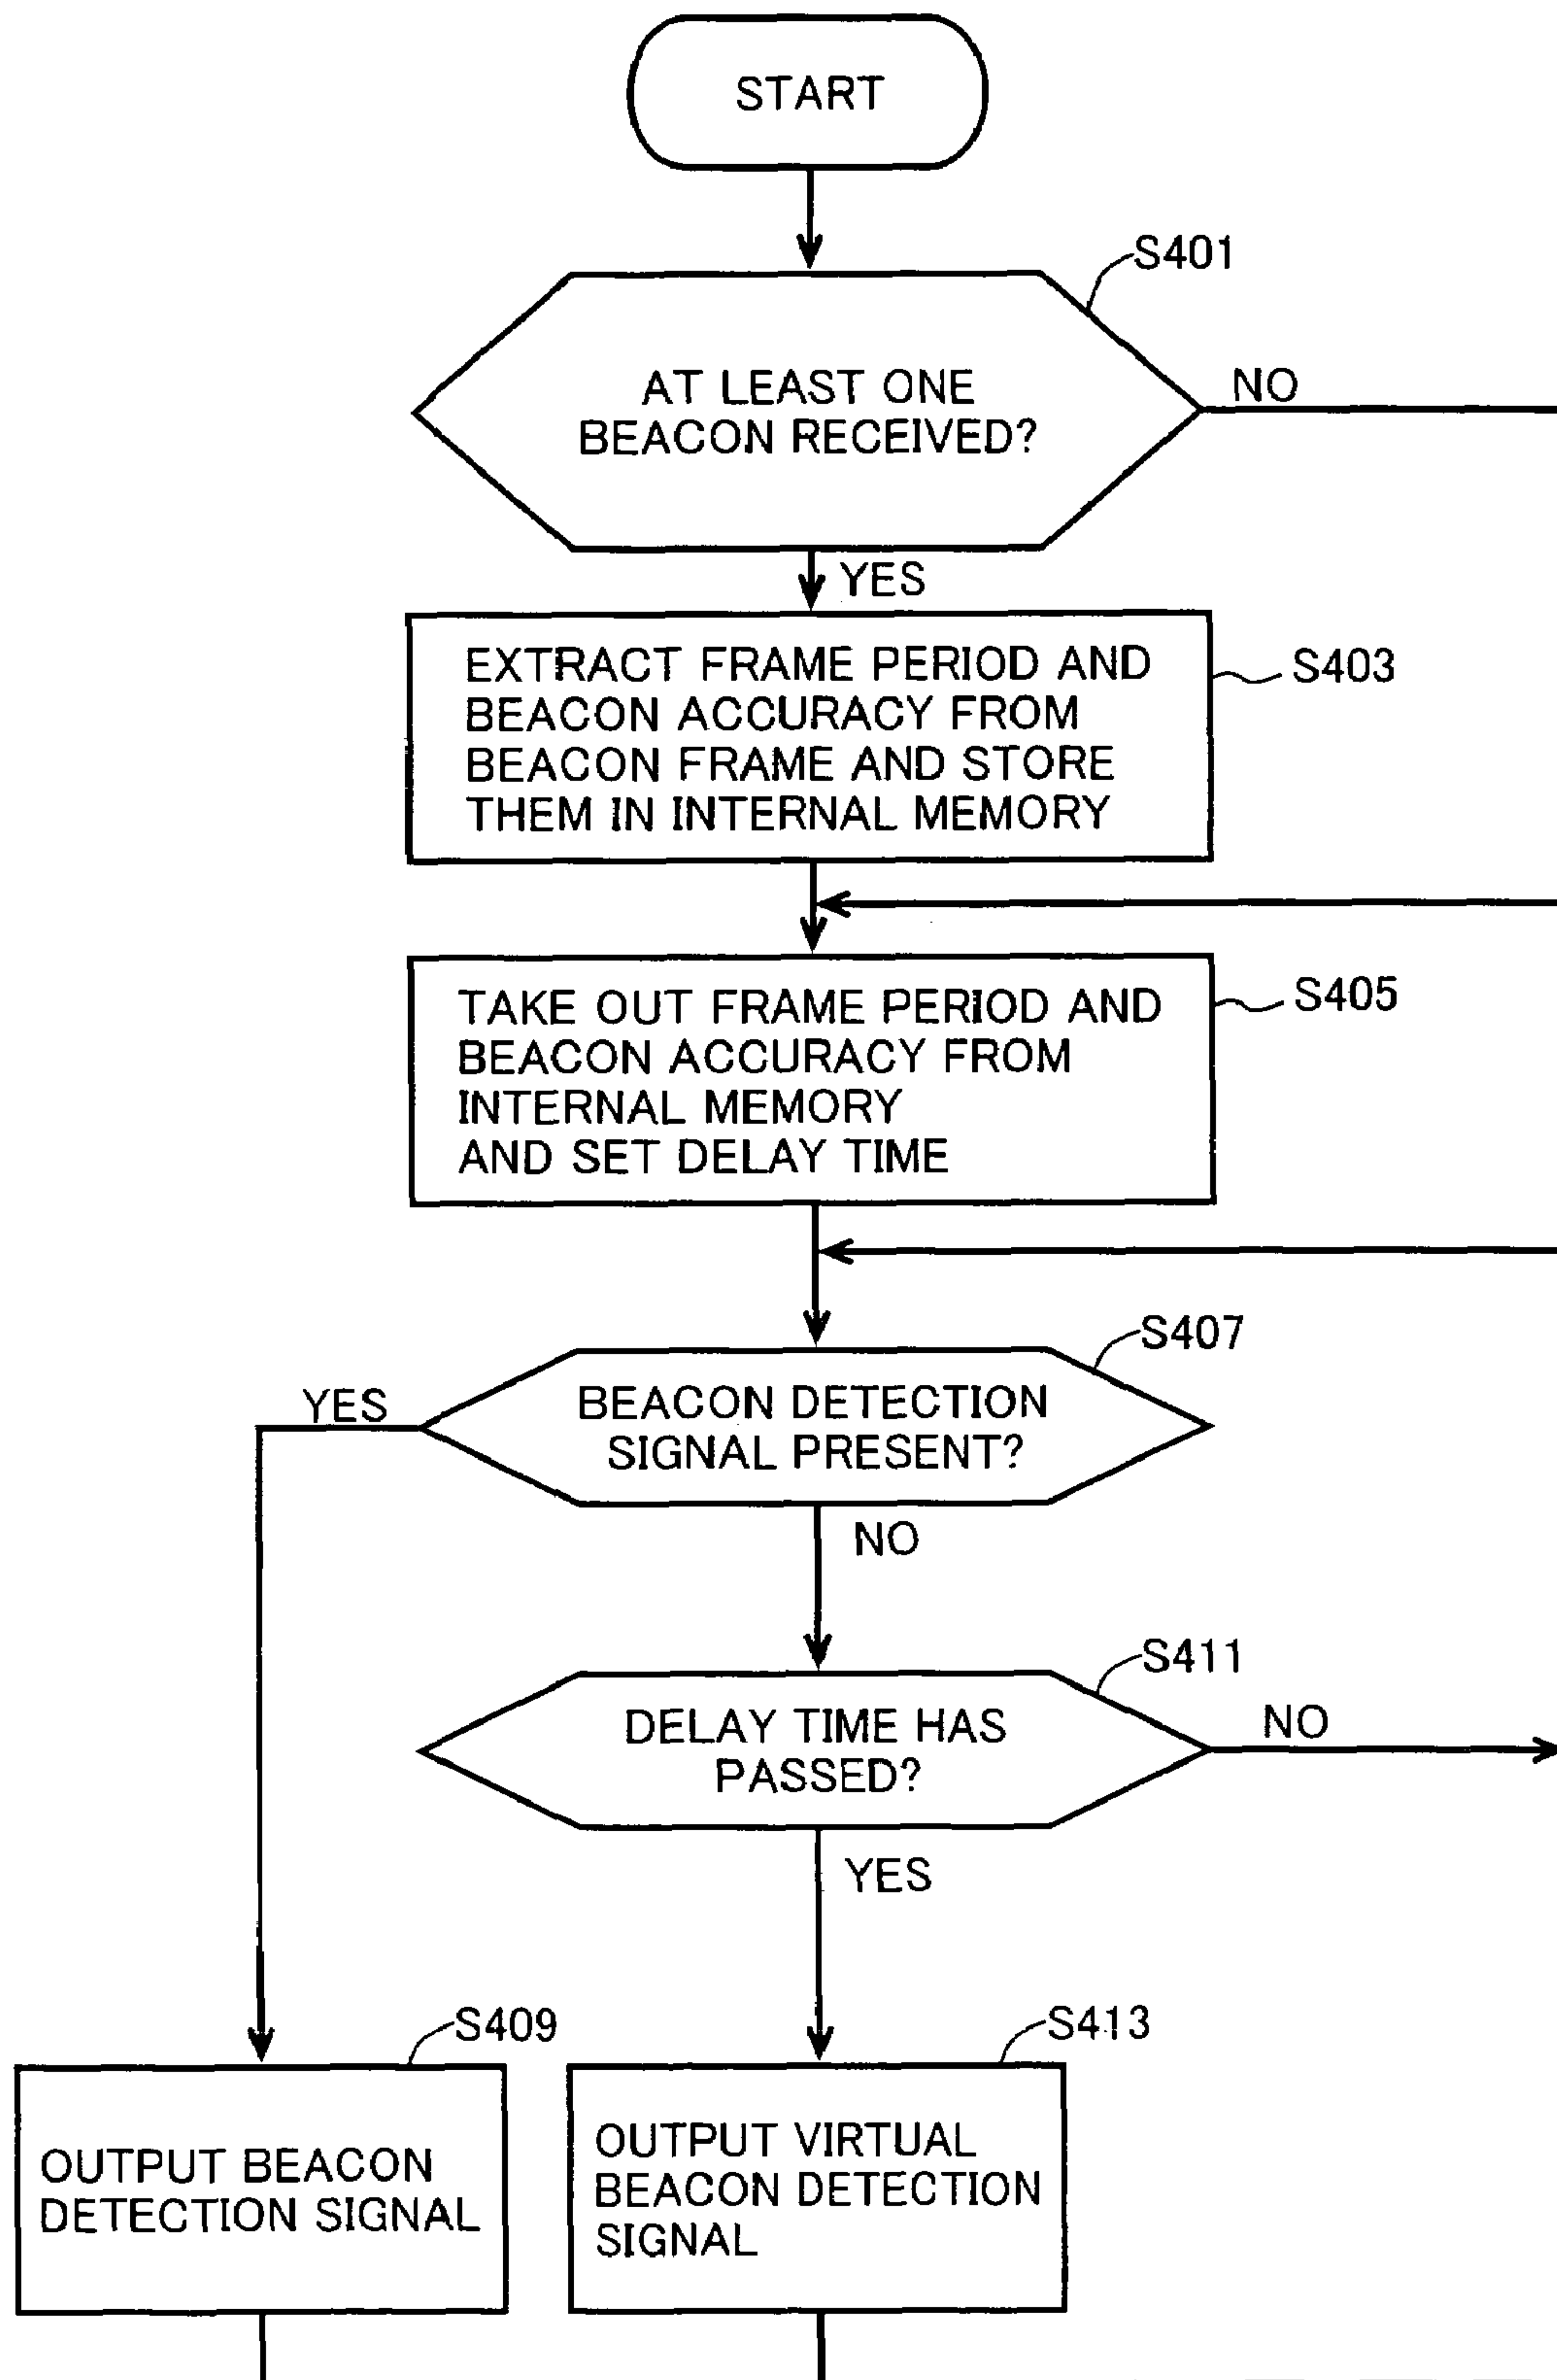 START
S401
AT LEAST ONE
BEACON RECEIVED?
NO
YES
EXTRACT FRAME PERIOD AND
BEACON ACCURACY FROM
BEACON FRAME AND STORE
THEM IN INTERNAL MEMORY
S403
TAKE OUT FRAME PERIOD AND
BEACON ACCURACY FROM
INTERNAL MEMORY
AND SET DELAY TIME
S405
S407
YES
BEACON DETECTION
SIGNAL PRESENT?
NO
S411
DELAY TIME HAS
PASSED?
NO
YES
S409
S413
OUTPUT BEACON
DETECTION SIGNAL
OUTPUT VIRTUAL
BEACON DETECTION
SIGNAL